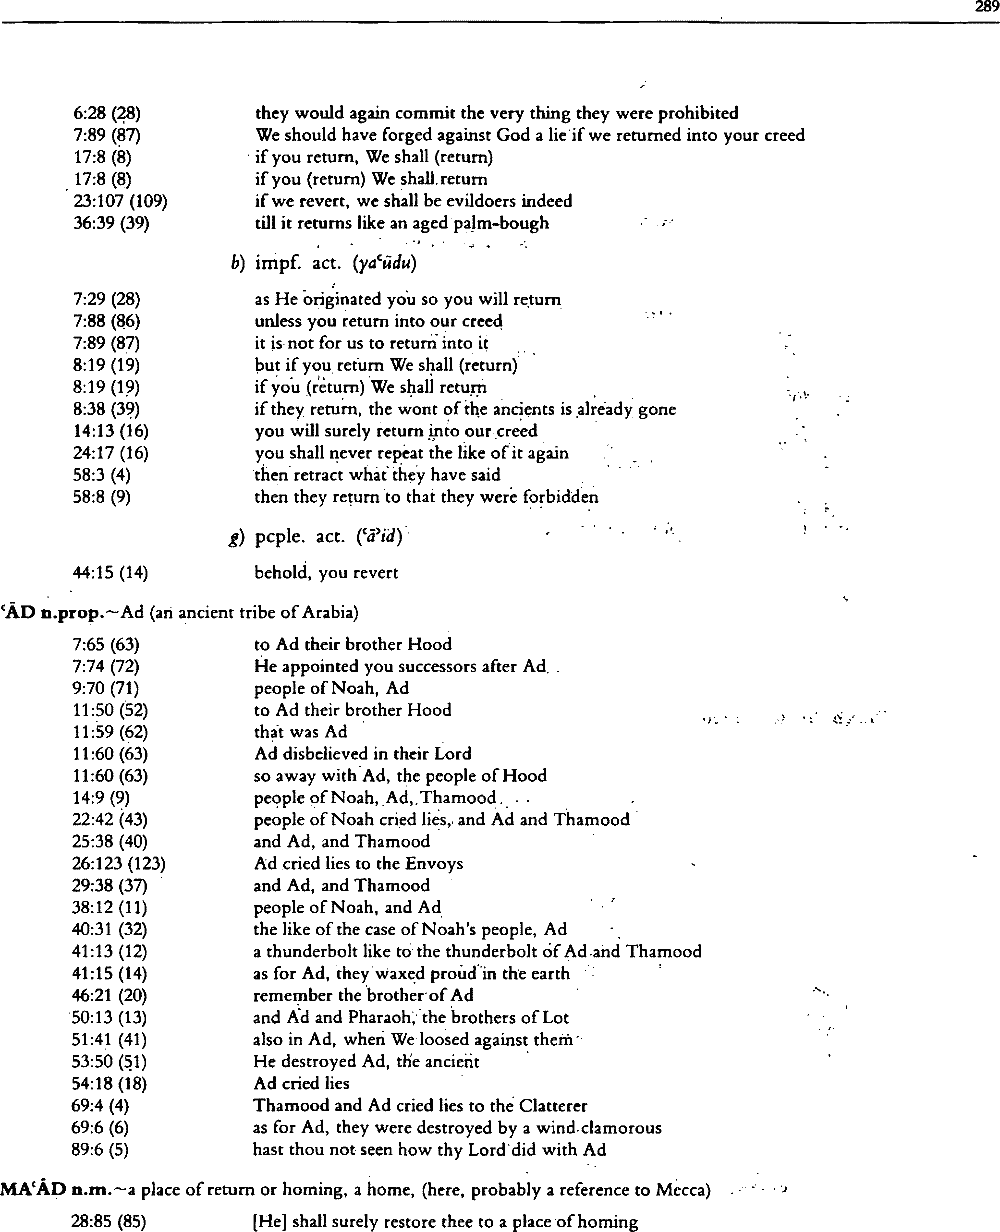 289
6:28 (28) they would again commit the very thing they were prohibited
7:89 (87) We should have forged against God a lie if we returned into your creed
17:8 (8) if you return, We shall (return)
17:8 (8) if you (return) We shall return
23:107 (109) if we revert, we shall be evildoers indeed
36:39 (39) till it returns like an aged palm-bough
b) impf. act. (yaʿūdu)
7:29 (28) as He originated you so you will return
7:88 (86) unless you return into our creed
7:89 (87) it is not for us to return into it
8:19 (19) but if you return We shall (return)
8:19 (19) if you (return) We shall return
8:38 (39) if they return, the wont of the ancients is already gone
14:13 (16) you will surely return into our creed
24:17 (16) you shall never repeat the like of it again
58:3 (4) then retract what they have said
58:8 (9) then they return to that they were forbidden
g) pcple. act. (ʿāʾid)
44:15 (14) behold, you revert
ʿĀD n.prop.~Ad (an ancient tribe of Arabia)
7:65 (63) to Ad their brother Hood
7:74 (72) He appointed you successors after Ad
9:70 (71) people of Noah, Ad
11:50 (52) to Ad their brother Hood
11:59 (62) that was Ad
11:60 (63) Ad disbelieved in their Lord
11:60 (63) so away with Ad, the people of Hood
14:9 (9) people of Noah, Ad, Thamood
22:42 (43) people of Noah cried lies, and Ad and Thamood
25:38 (40) and Ad, and Thamood
26:123 (123) Ad cried lies to the Envoys
29:38 (37) and Ad, and Thamood
38:12 (11) people of Noah, and Ad
40:31 (32) the like of the case of Noah's people, Ad
41:13 (12) a thunderbolt like to the thunderbolt of Ad and Thamood
41:15 (14) as for Ad, they waxed proud in the earth
46:21 (20) remember the brother of Ad
50:13 (13) and Ad and Pharaoh, the brothers of Lot
51:41 (41) also in Ad, when We loosed against them
53:50 (51) He destroyed Ad, the ancient
54:18 (18) Ad cried lies
69:4 (4) Thamood and Ad cried lies to the Clatterer
69:6 (6) as for Ad, they were destroyed by a wind clamorous
89:6 (5) hast thou not seen how thy Lord did with Ad
MAʿĀD n.m.~a place of return or homing, a home, (here, probably a reference to Mecca)
28:85 (85) [He] shall surely restore thee to a place of homing